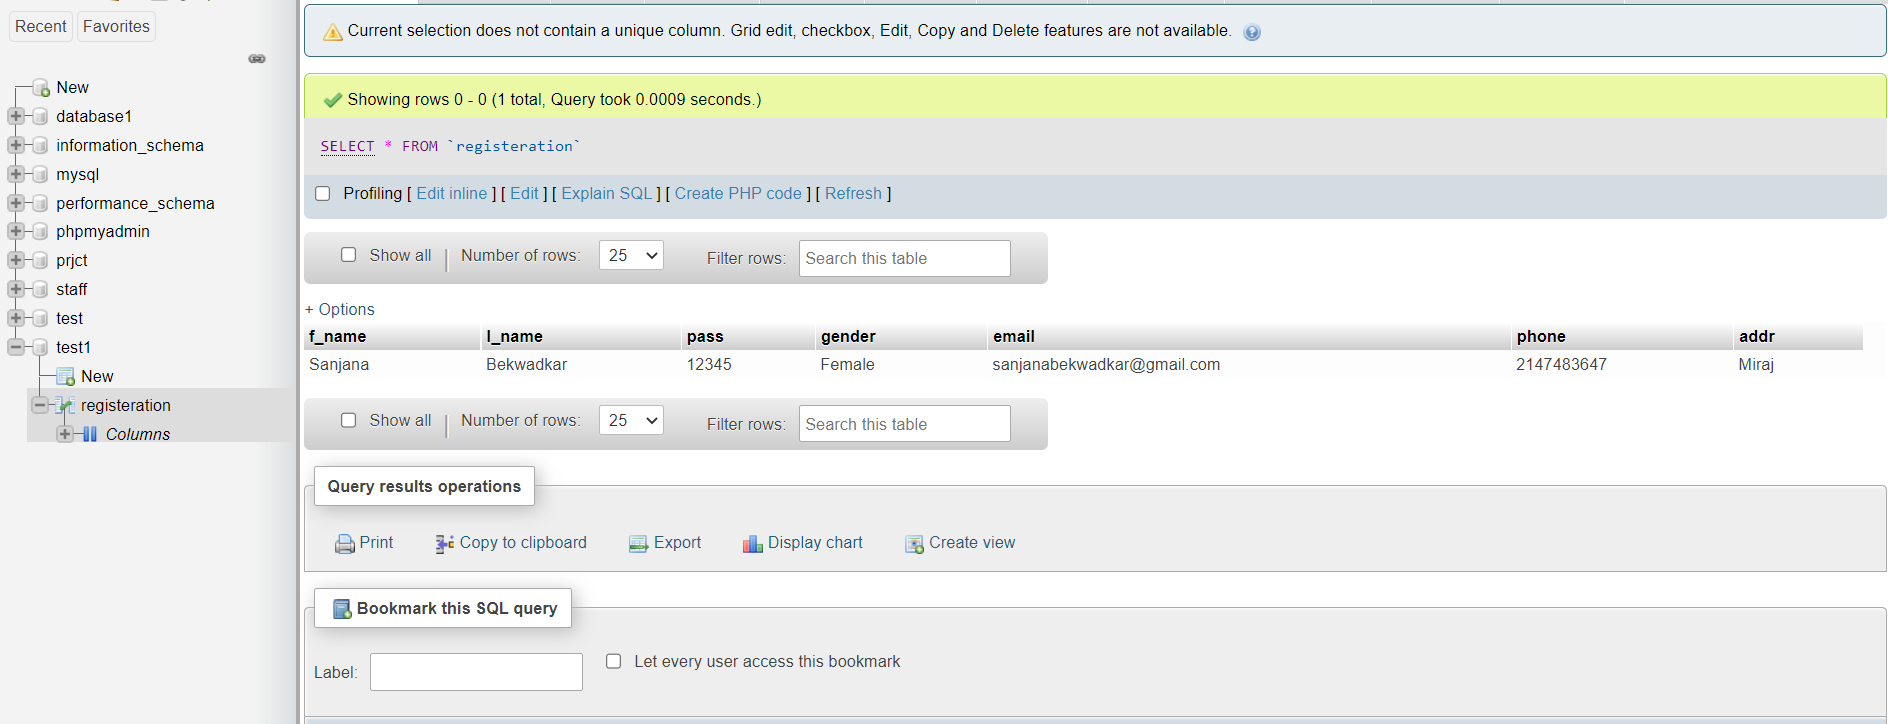 Recent Favorites
New
database1
information_schema
mysql
performance_schema
phpmyadmin
prjct
staff
test
test1
New
registeration
Columns
Current selection does not contain a unique column. Grid edit, checkbox, Edit, Copy and Delete features are not available.
Showing rows 0 - 0 (1 total, Query took 0.0009 seconds.)
SELECT * FROM `registeration`
Profiling [ Edit inline ] [ Edit ] [ Explain SQL ] [ Create PHP code ] [ Refresh ]
Show all | Number of rows: 25 Filter rows: Search this table
+ Options
f_name l_name pass gender email phone addr
Sanjana Bekwadkar 12345 Female sanjanabekwadkar@gmail.com 2147483647 Miraj
Show all | Number of rows: 25 Filter rows: Search this table
Query results operations
Print Copy to clipboard Export Display chart Create view
Bookmark this SQL query
Label: Let every user access this bookmark